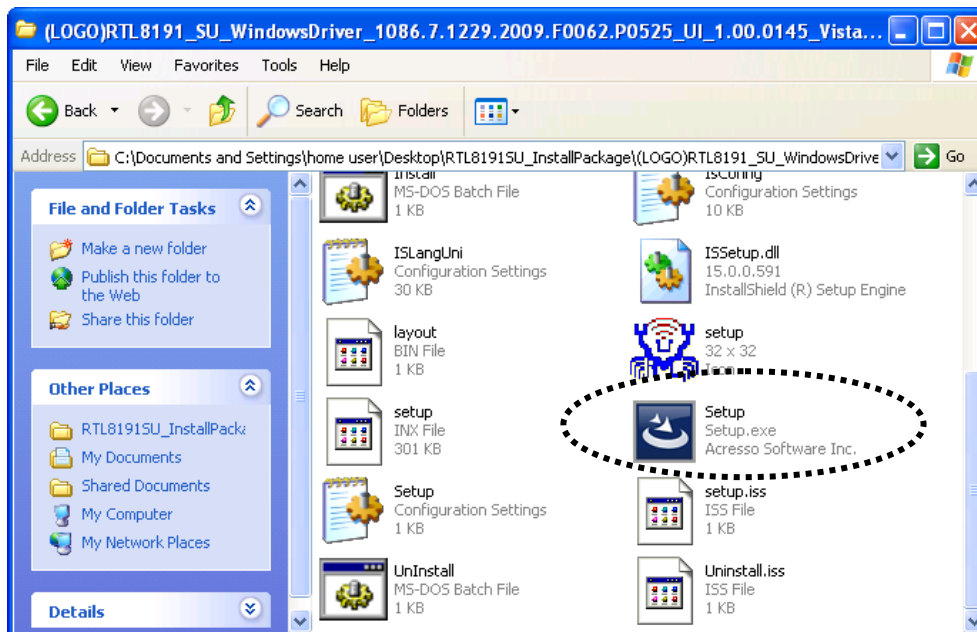 (LOGO)RTL8191_SU_WindowsDriver_1086.7.1229.2009.F0062.P0525_UI_1.00.0145_Vista...
File Edit View Favorites Tools Help
Back Search Folders
Address C:\Documents and Settings\home user\Desktop\RTL8191SU_InstallPackage\(LOGO)RTL8191_SU_WindowsDrive Go
File and Folder Tasks
Make a new folder
Publish this folder to
the Web
Share this folder
Other Places
RTL8191SU_InstallPacka
My Documents
Shared Documents
My Computer
My Network Places
Details
Install
MS-DOS Batch File
1 KB
IsConfig
Configuration Settings
10 KB
ISLangUni
Configuration Settings
30 KB
ISSetup.dll
15.0.0.591
InstallShield (R) Setup Engine
layout
BIN File
1 KB
setup
32 x 32
Icon
setup
INX File
301 KB
Setup
Setup.exe
Acresso Software Inc.
Setup
Configuration Settings
1 KB
setup.iss
ISS File
1 KB
UnInstall
MS-DOS Batch File
1 KB
Uninstall.iss
ISS File
1 KB